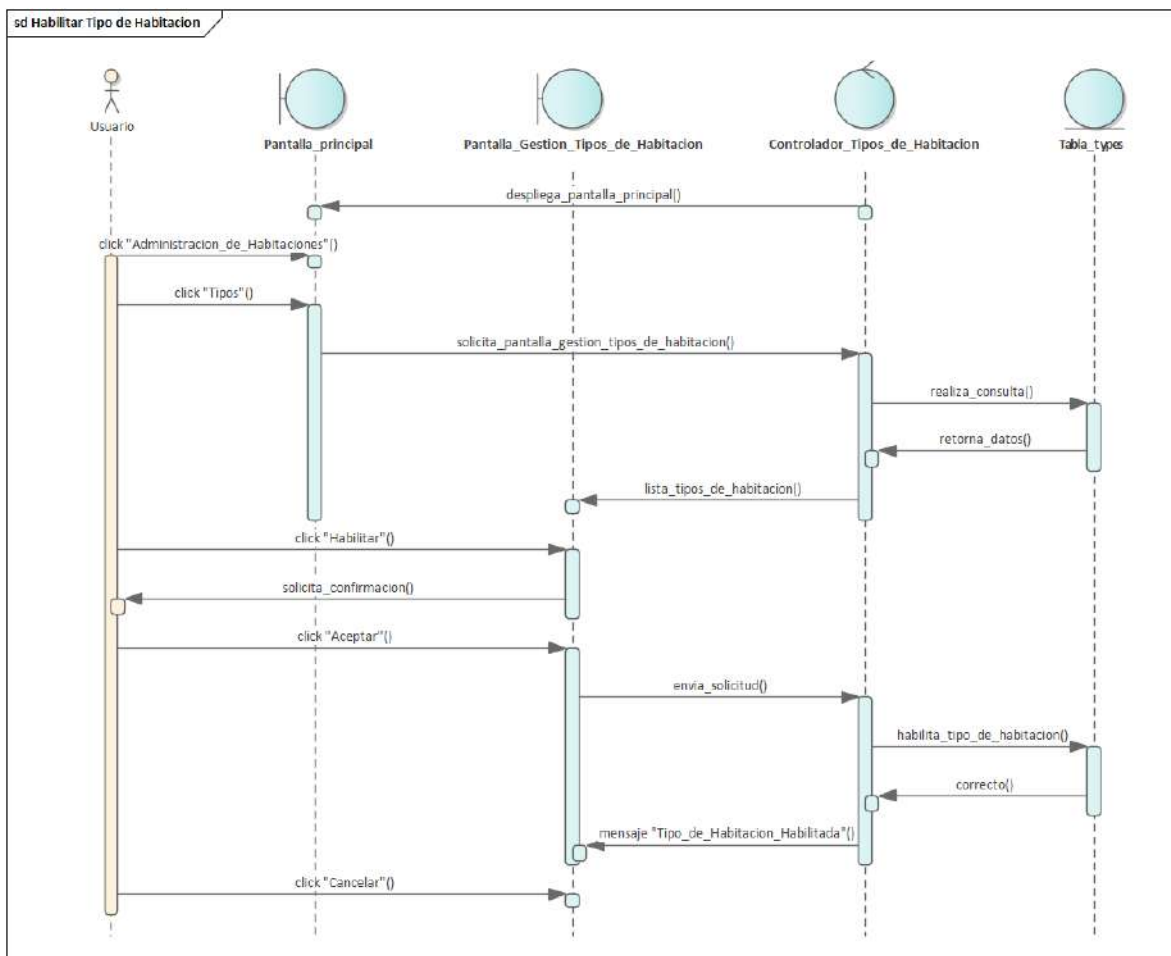 sd Habilitar Tipo de Habitacion
Usuario
Pantalla_principal
Pantalla_Gestion_Tipos_de_Habitacion
Controlador_Tipos_de_Habitacion
Tabla_types
despliega_pantalla_principal()
click "Administracion_de_Habitaciones"()
click "Tipos"()
solicita_pantalla_gestion_tipos_de_habitacion()
realiza_consulta()
retorna_datos()
lista_tipos_de_habitacion()
click "Habilitar"()
solicita_confirmacion()
click "Aceptar"()
envia_solicitud()
habilita_tipo_de_habitacion()
correcto()
mensaje "Tipo_de_Habitacion_Habilitada"()
click "Cancelar"()